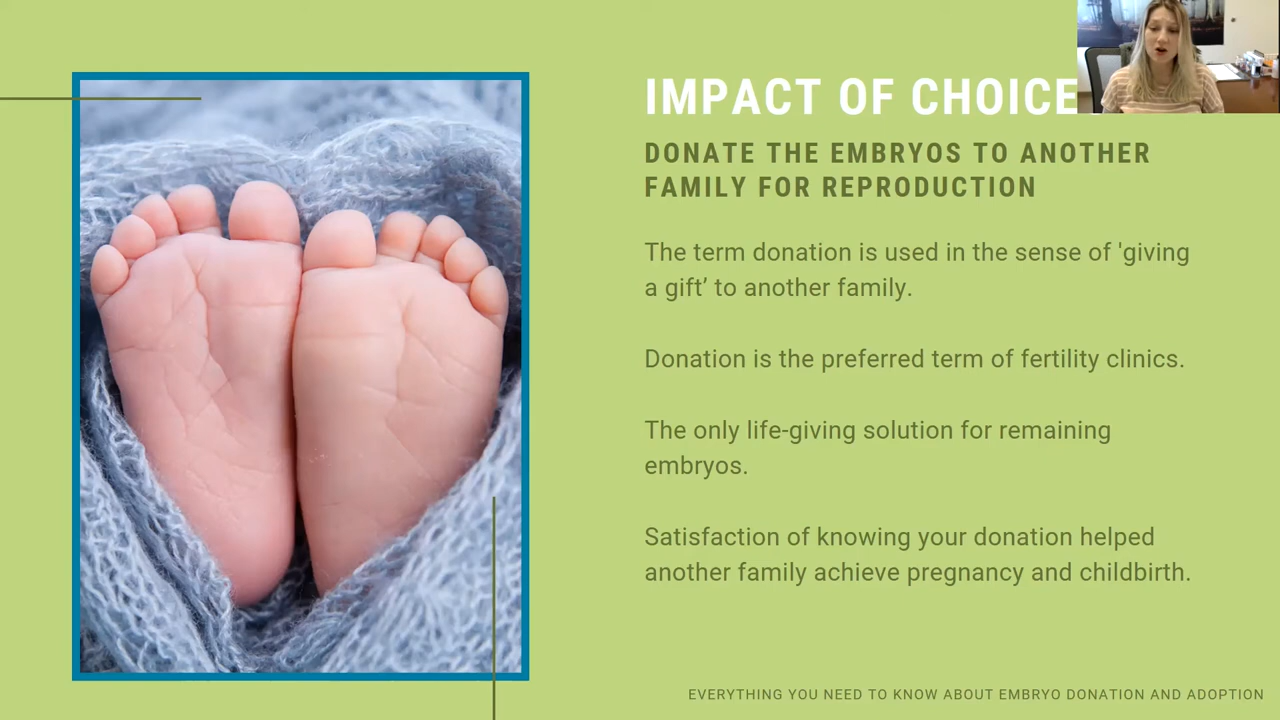 IMPACT OF CHOICE
DONATE THE EMBRYOS TO ANOTHER
FAMILY FOR REPRODUCTION
The term donation is used in the sense of 'giving
a gift’ to another family.
Donation is the preferred term of fertility clinics.
The only life-giving solution for remaining
embryos.
Satisfaction of knowing your donation helped
another family achieve pregnancy and childbirth.
EVERYTHING YOU NEED TO KNOW ABOUT EMBRYO DONATION AND ADOPTION